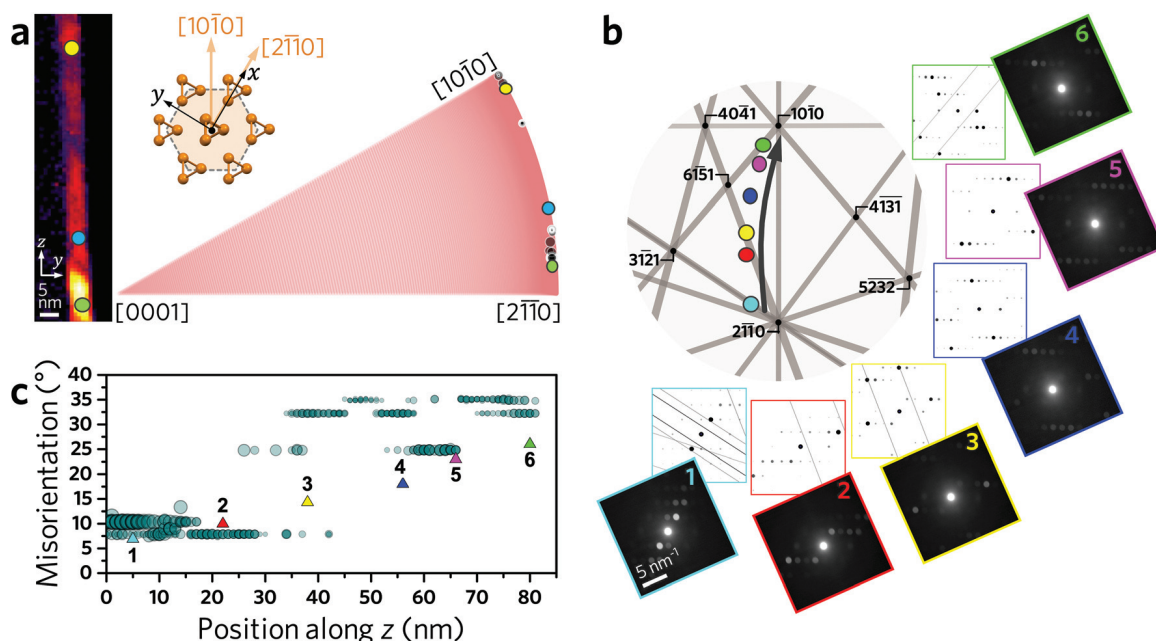 a
[101̅0]
[21̅1̅0]
x
y
z
y
5
nm
[0001]
[101̅0]
[21̅1̅0]
b
404̅1
101̅0
61̅5̅1
41̅3̅1̅
31̅2̅1
52̅3̅2̅
21̅1̅0
6
5
4
3
2
1
5 nm⁻¹
c
Misorientation (°)
40
35
30
25
20
15
10
5
0
1
2
3
4
5
6
0 10 20 30 40 50 60 70 80 90
Position along z (nm)